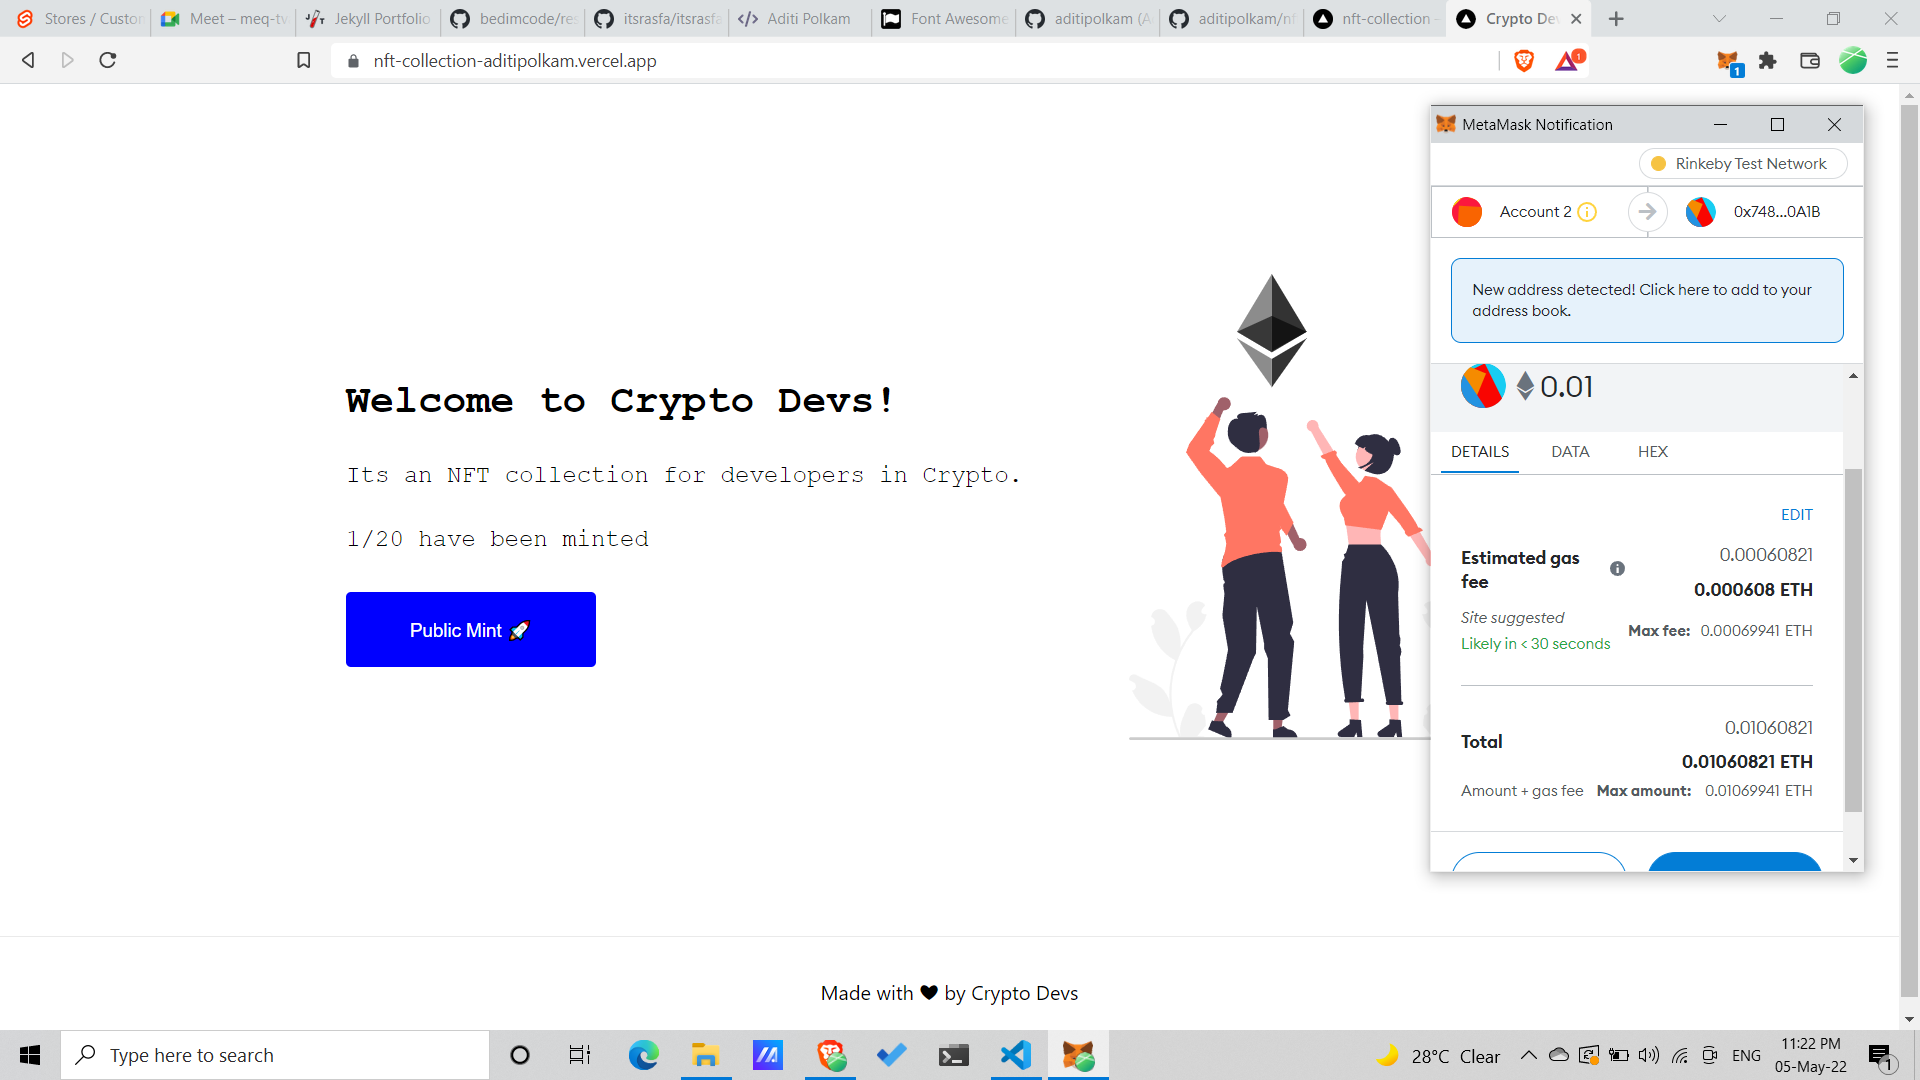 Stores / Custon
Meet – meq-tv
Jekyll Portfolio
bedimcode/res
itsrasfa/itsrasfa
Aditi Polkam
Font Awesome
aditipolkam (A
aditipolkam/nf
nft-collection -
Crypto De
nft-collection-aditipolkam.vercel.app
1
1
MetaMask Notification
Rinkeby Test Network
Account 2
0x748...0A1B
New address detected! Click here to add to your
address book.
0.01
DETAILS
DATA
HEX
EDIT
Estimated gas
fee
0.00060821
0.000608 ETH
Site suggested
Likely in < 30 seconds
Max fee: 0.00069941 ETH
Total
0.01060821
0.01060821 ETH
Amount + gas fee
Max amount: 0.01069941 ETH
Welcome to Crypto Devs!
Its an NFT collection for developers in Crypto.
1/20 have been minted
Public Mint 🚀
Made with ❤ by Crypto Devs
Type here to search
28°C Clear
ENG
11:22 PM
05-May-22
1